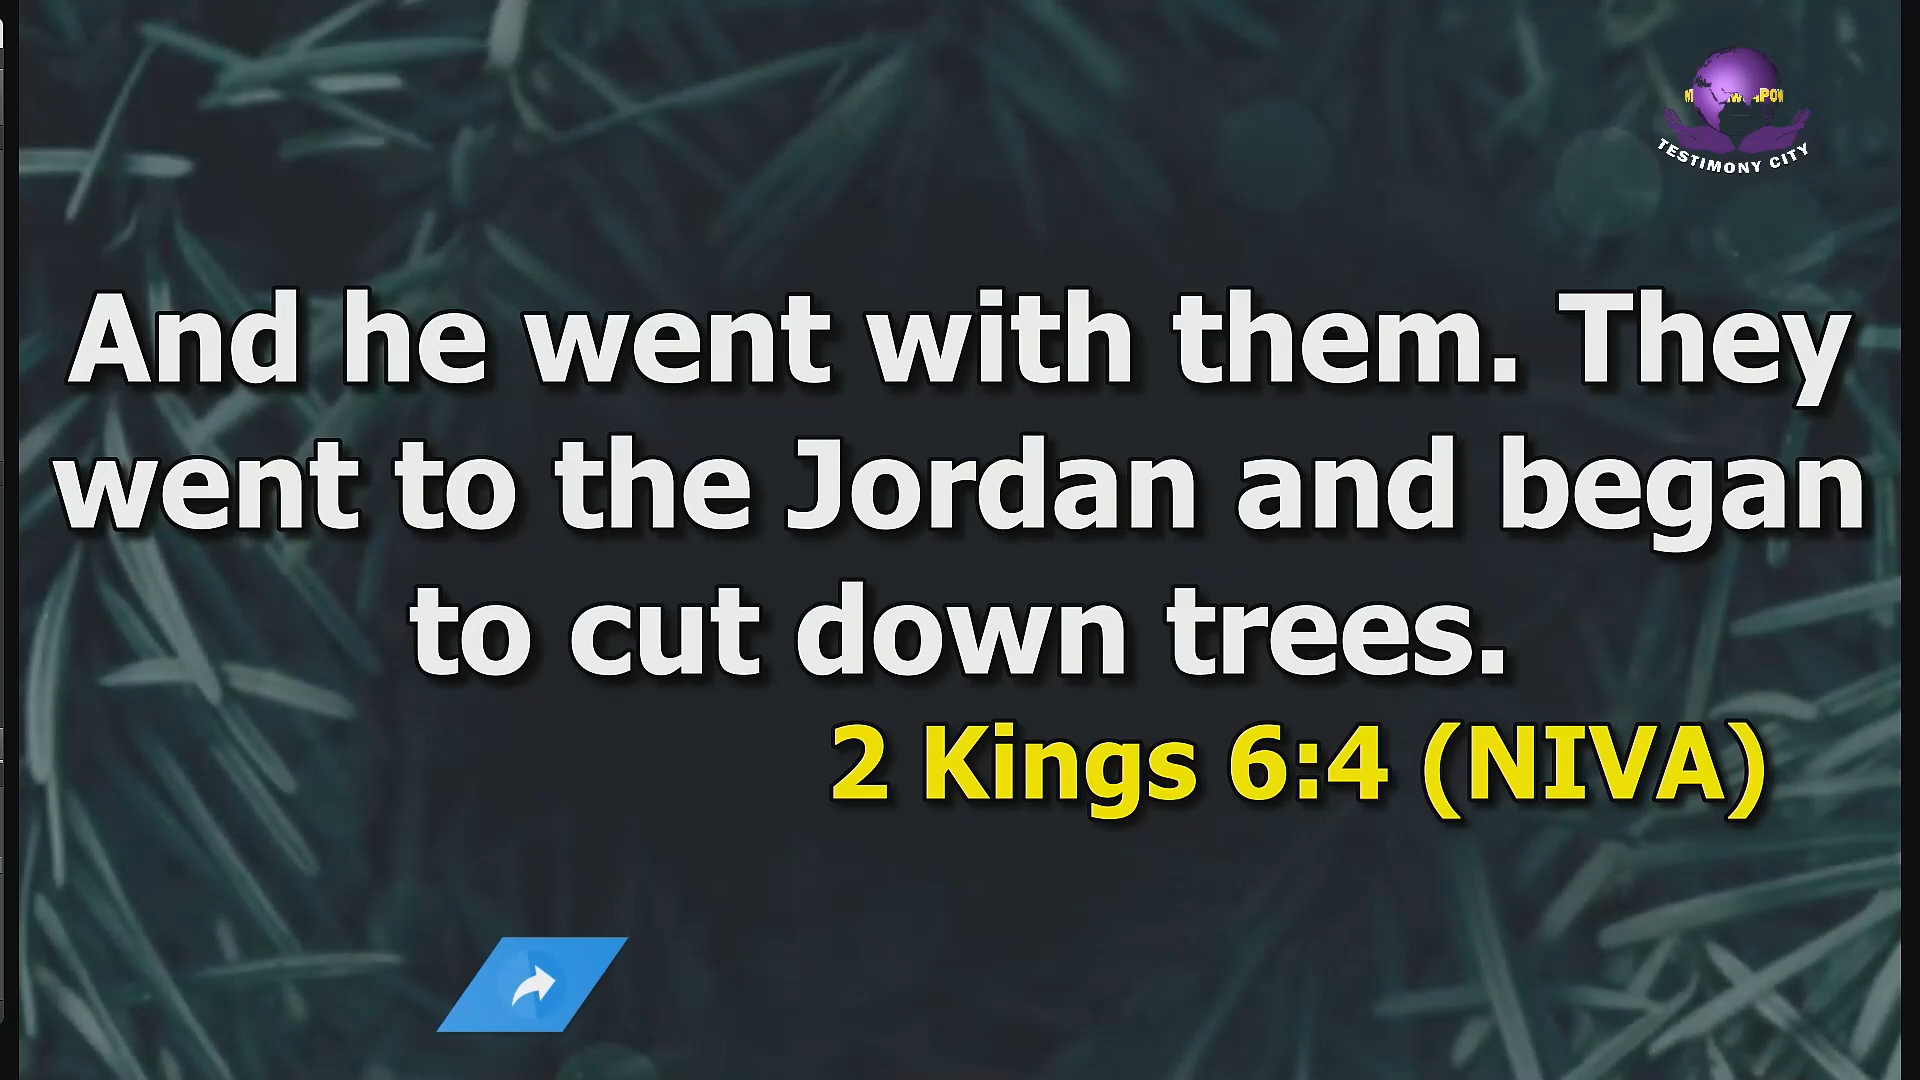 TESTIMONY CITY
And he went with them. They
went to the Jordan and began
to cut down trees.
2 Kings 6:4 (NIVA)